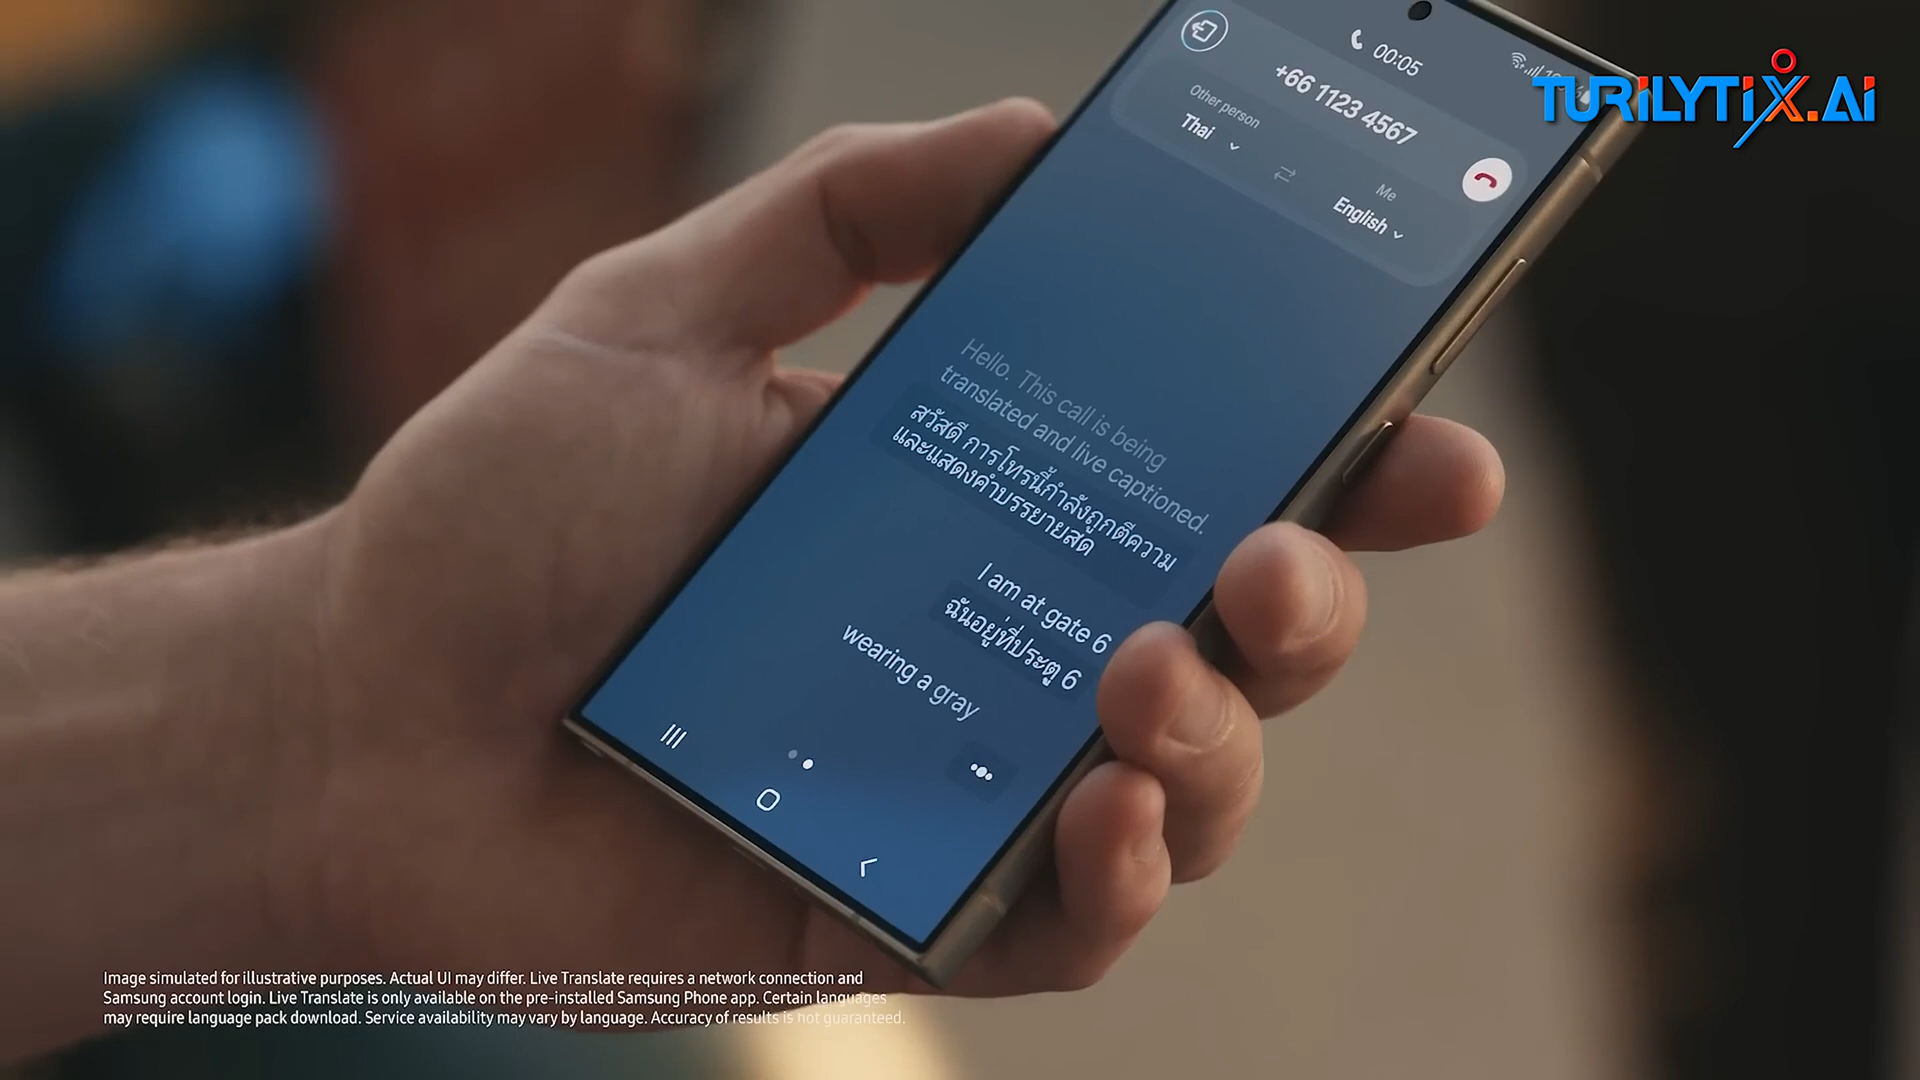 00:05
TURILYTIX.AI
+66 1123 4567
Other person
Thai
Me
English
Hello. This call is being
translated and live captioned.
สวัสดี การโทรนี้กำลังถูกตีความ
และแสดงคำบรรยายสด
I am at gate 6
ฉันอยู่ที่ประตู 6
wearing a gray
Image simulated for illustrative purposes. Actual UI may differ. Live Translate requires a network connection and
Samsung account login. Live Translate is only available on the pre-installed Samsung Phone app. Certain languages
may require language pack download. Service availability may vary by language. Accuracy of results is not guaranteed.